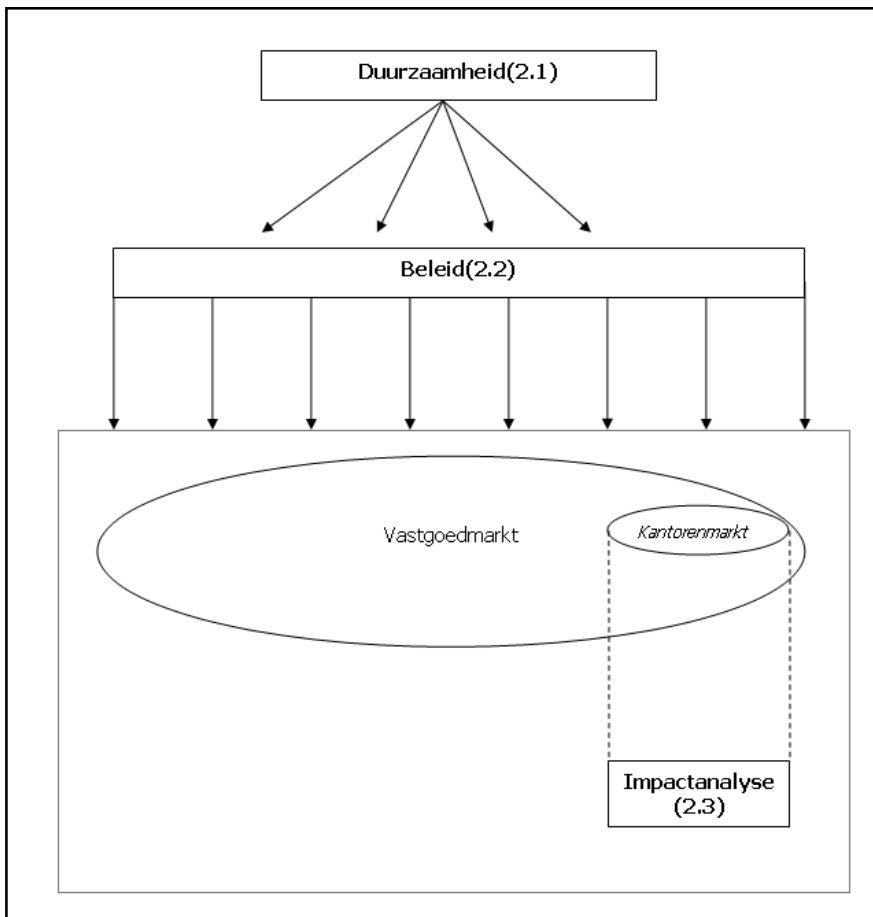 Duurzaamheid(2.1)
Beleid(2.2)
Vastgoedmarkt
Kantorenmarkt
Impactanalyse
(2.3)